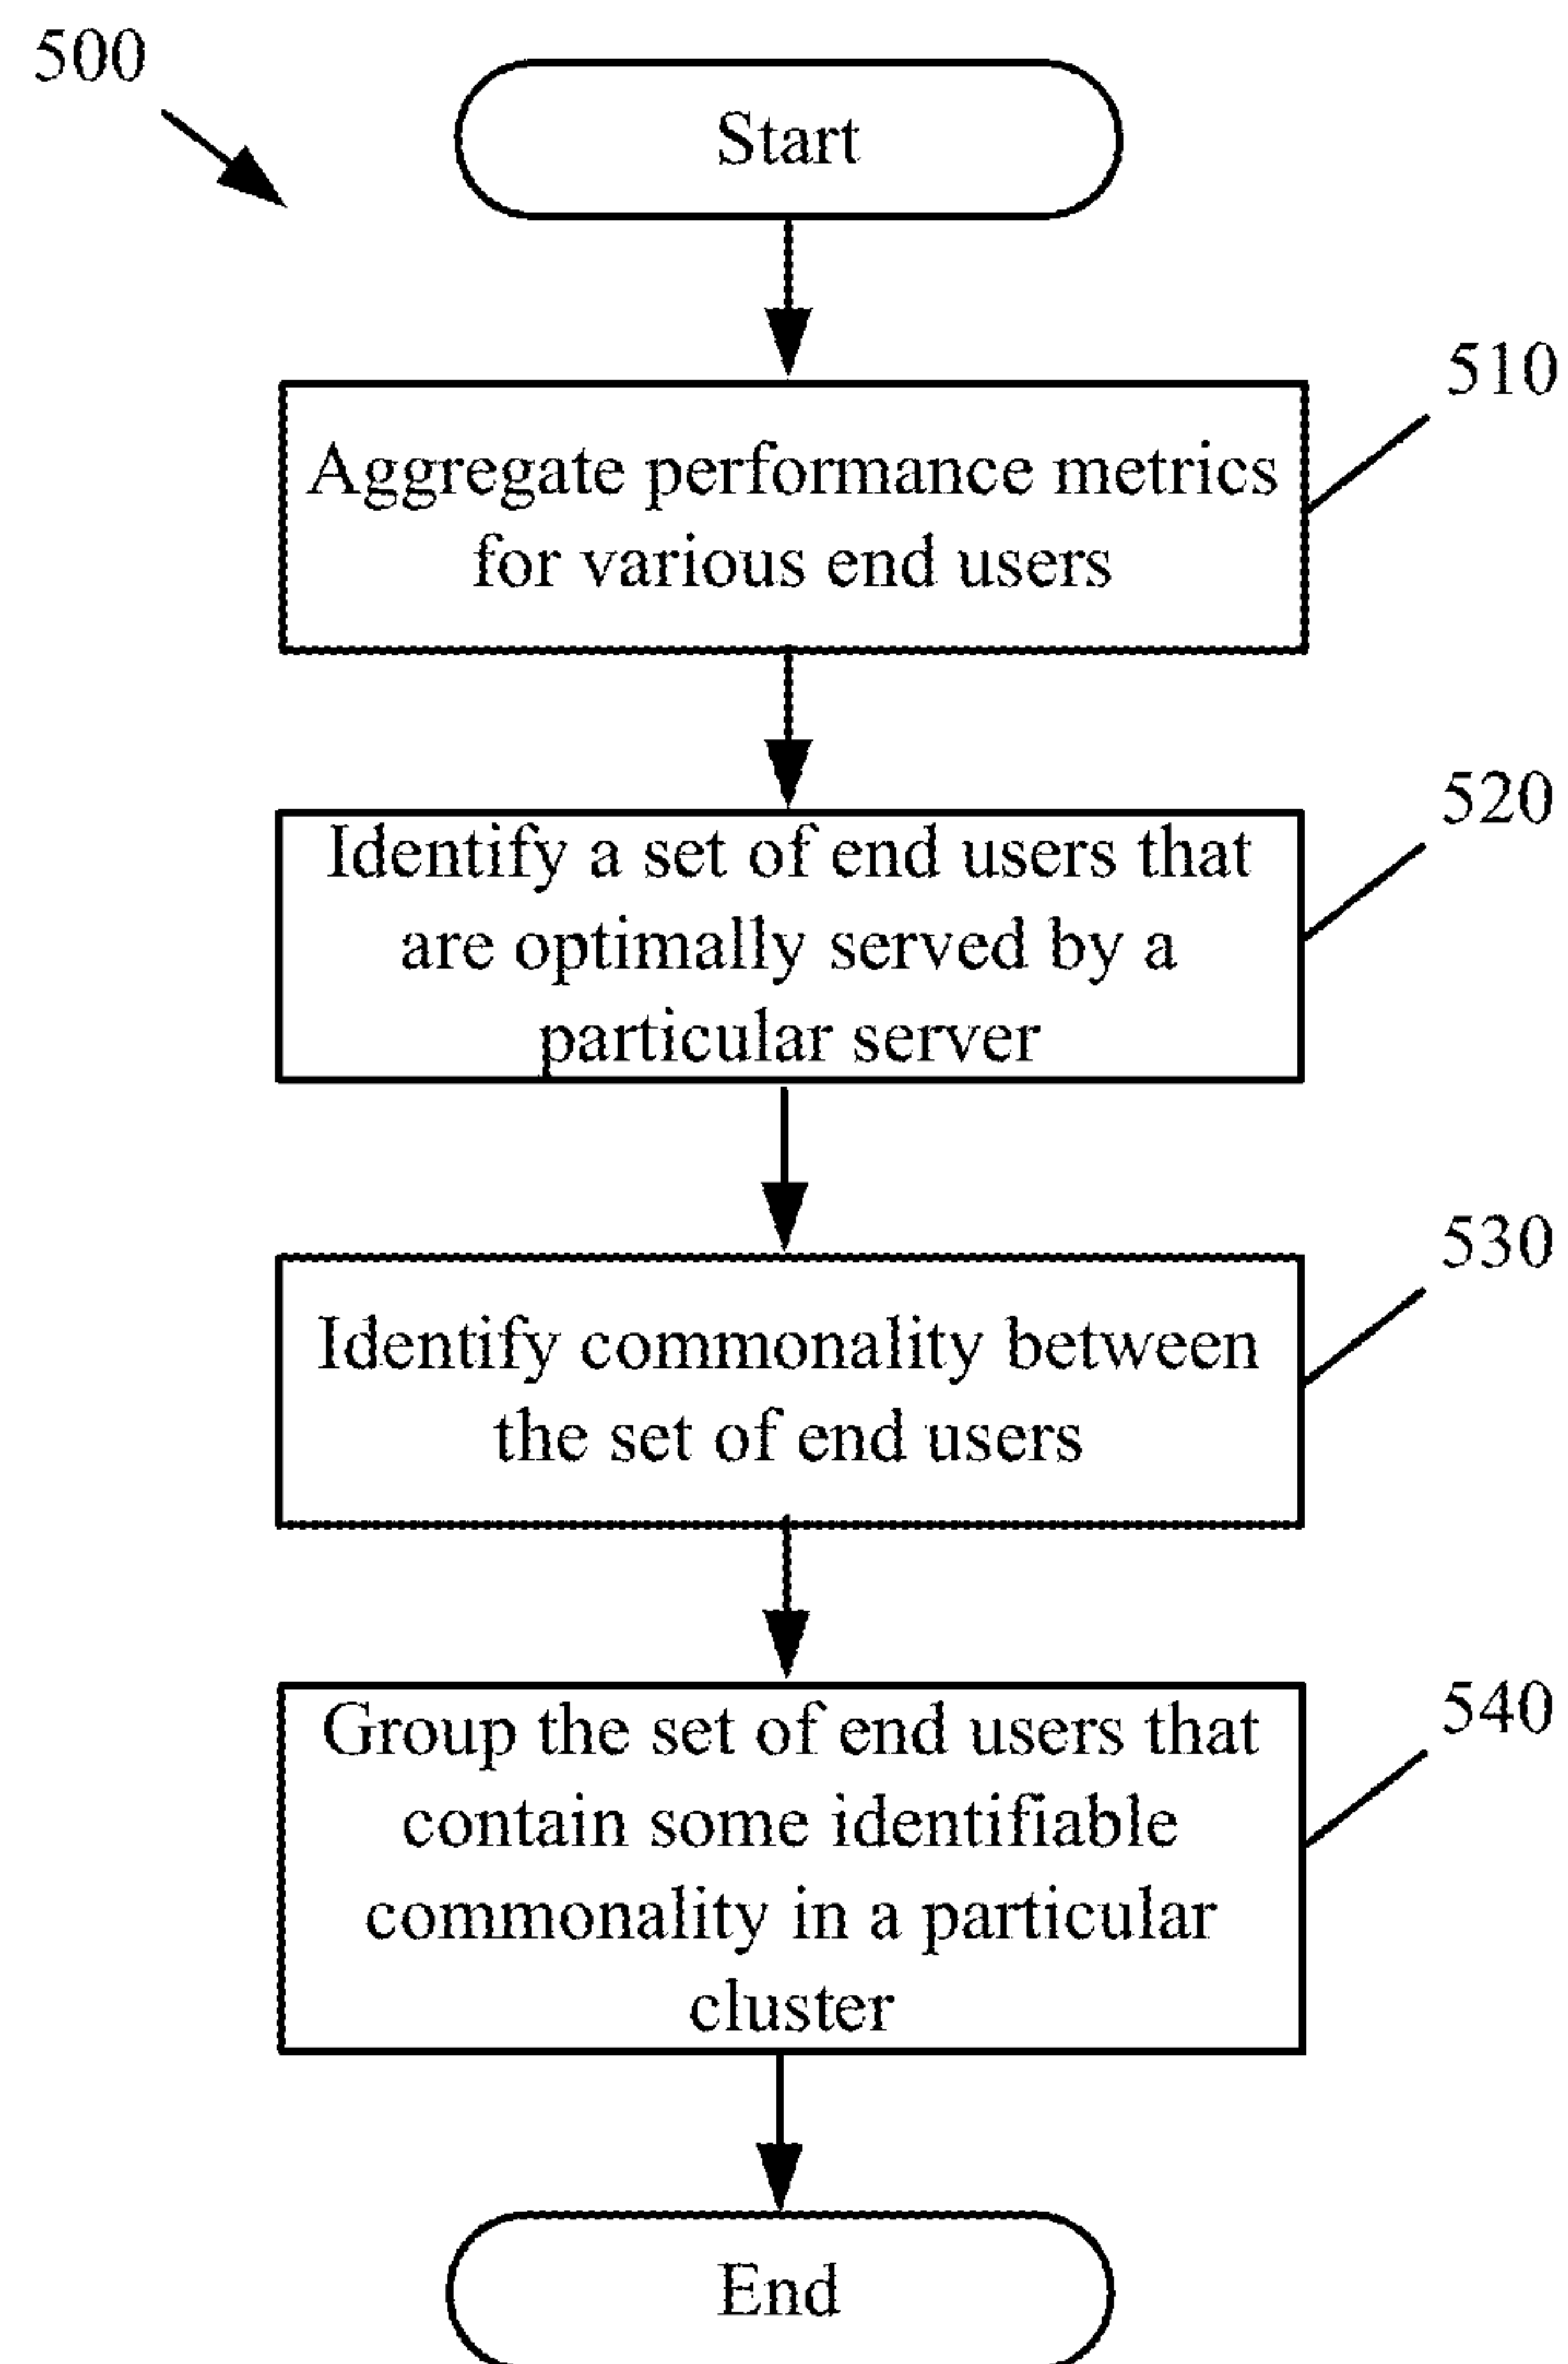 500
Start
510
Aggregate performance metrics
for various end users
520
Identify a set of end users that
are optimally served by a
particular server
530
Identify commonality between
the set of end users
540
Group the set of end users that
contain some identifiable
commonality in a particular
cluster
End